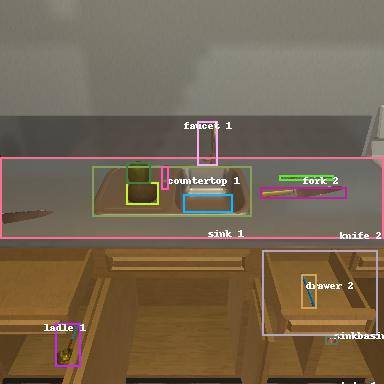 faucet 1
countertop 1
fork 2
sink 1
knife 2
drawer 2
ladle 1
sinkbasin